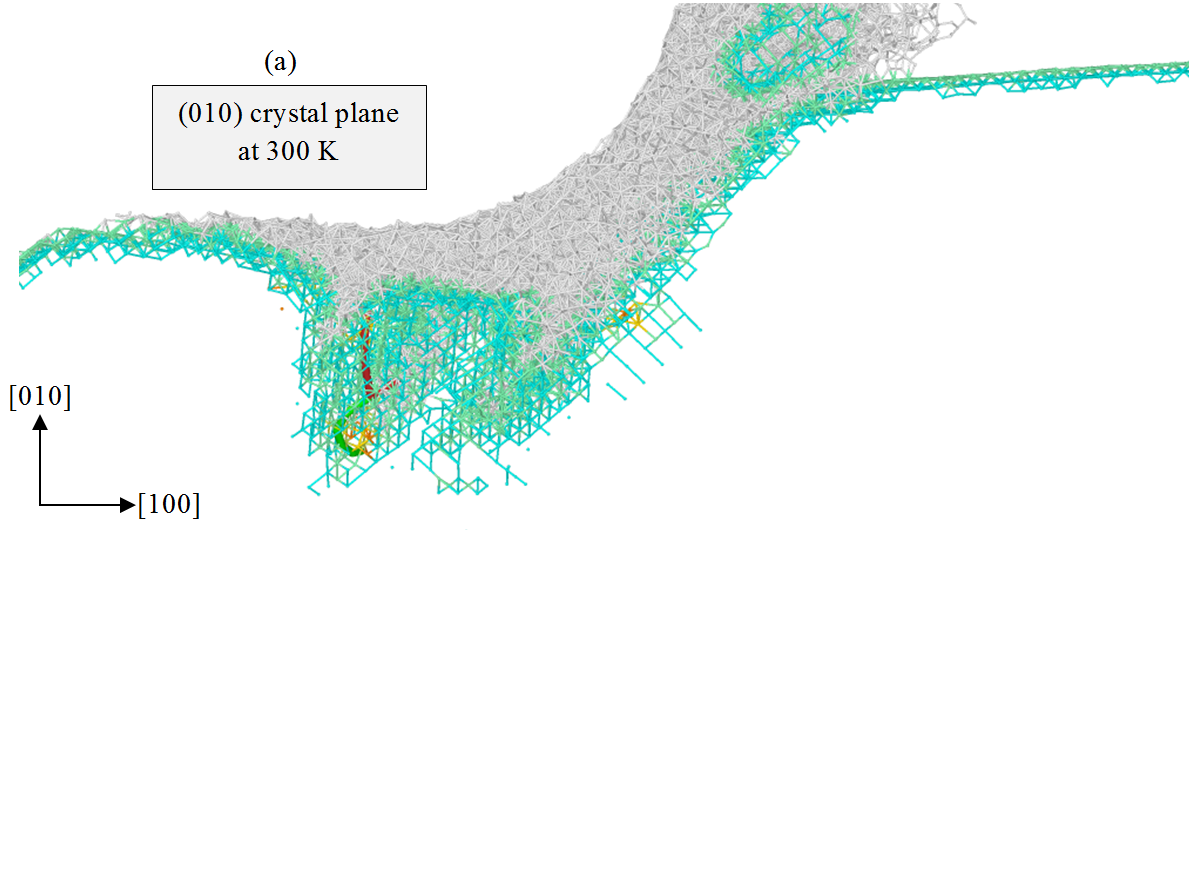 (a)
(010) crystal plane
at 300 K
[010]
[100]